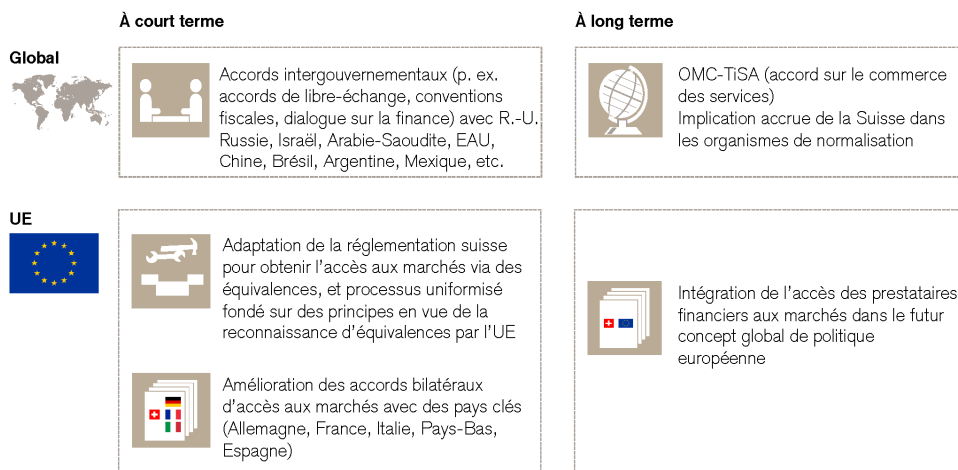 À court terme
À long terme
Global
Accords intergouvernementaux (p. ex.
accords de libre-échange, conventions
fiscales, dialogue sur la finance) avec R.-U.
Russie, Israël, Arabie-Saoudite, EAU,
Chine, Brésil, Argentine, Mexique, etc.
OMC-TiSA (accord sur le commerce
des services)
Implication accrue de la Suisse dans
les organismes de normalisation
UE
Adaptation de la réglementation suisse
pour obtenir l'accès aux marchés via des
équivalences, et processus uniformisé
fondé sur des principes en vue de la
reconnaissance d'équivalences par l'UE
Amélioration des accords bilatéraux
d'accès aux marchés avec des pays clés
(Allemagne, France, Italie, Pays-Bas,
Espagne)
Intégration de l'accès des prestataires
financiers aux marchés dans le futur
concept global de politique
européenne